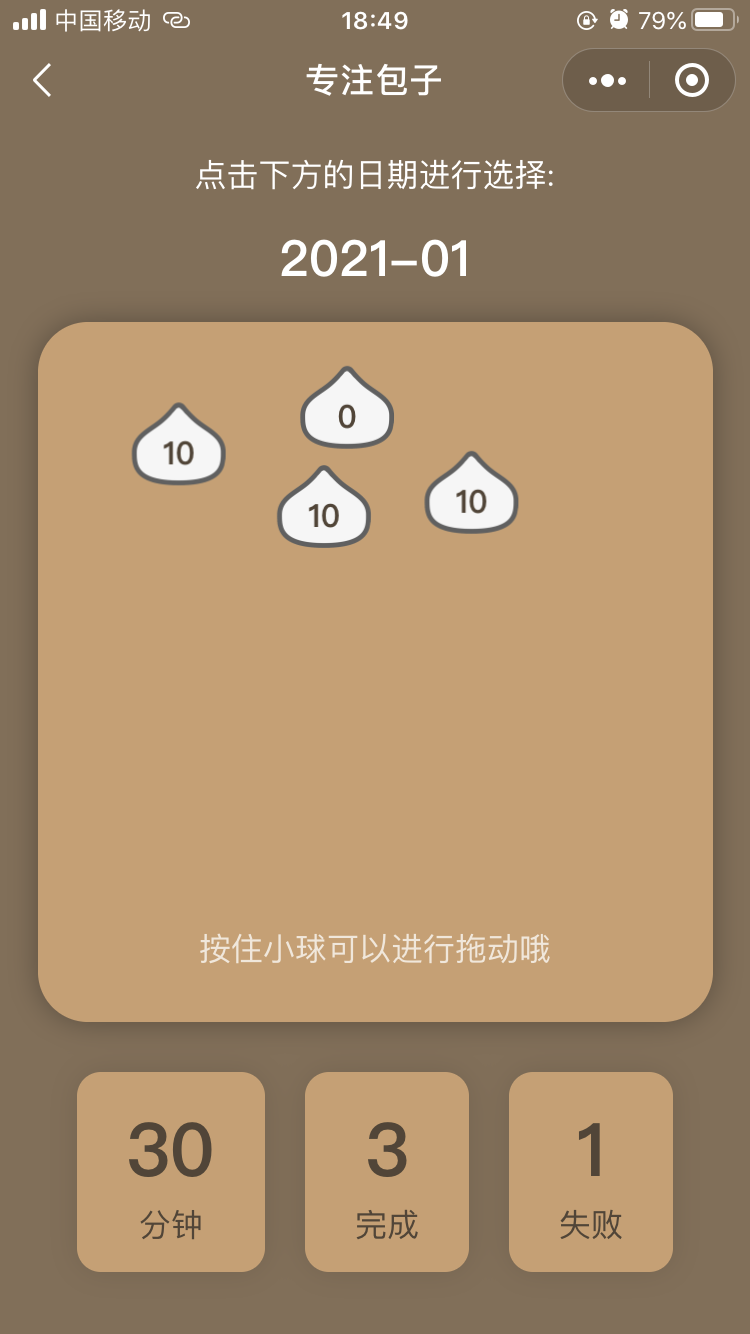 中国移动 18:49 79%
专注包子
点击下方的日期进行选择:
2021-01
0
10
10
10
按住小球可以进行拖动哦
30 3 1
分钟 完成 失败